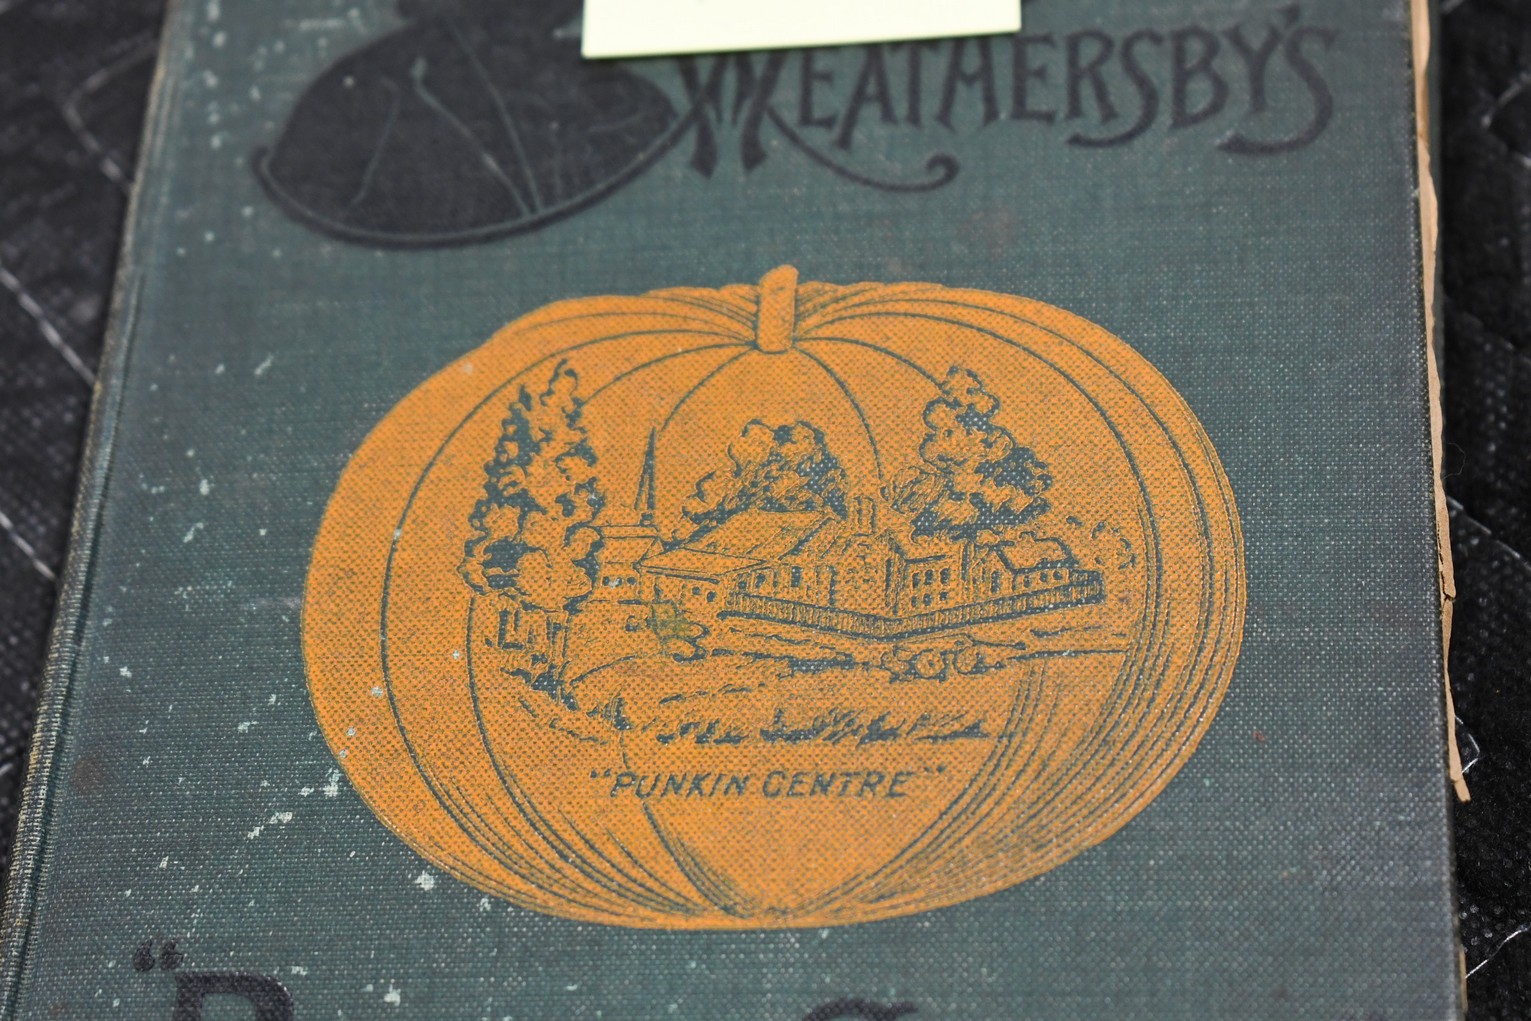 WEATHERSBY'S
"PUNKIN CENTRE"
"P